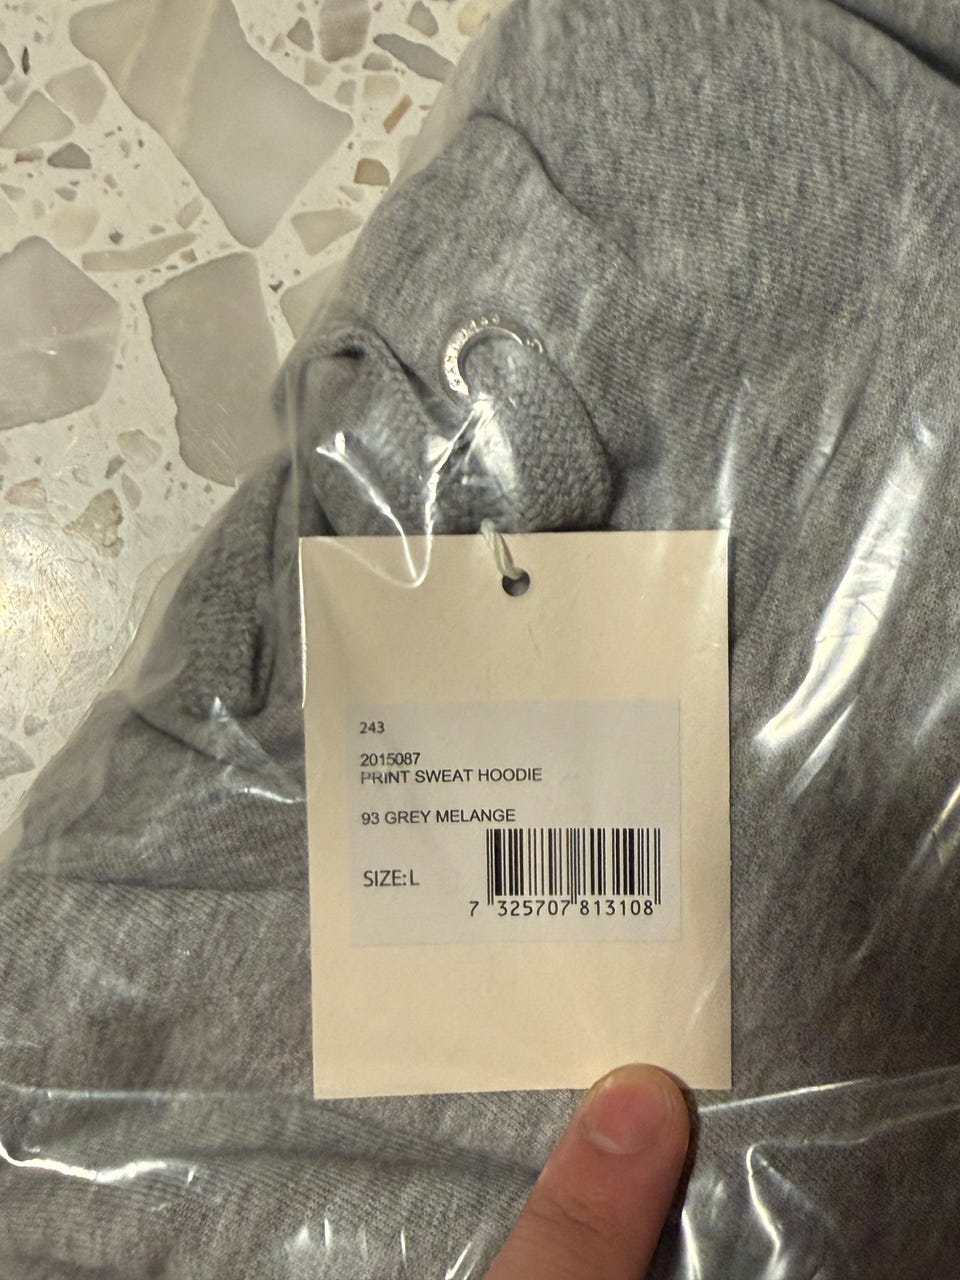 243
2015087
PRINT SWEAT HOODIE
93 GREY MELANGE
SIZE: L
7 325707 813108